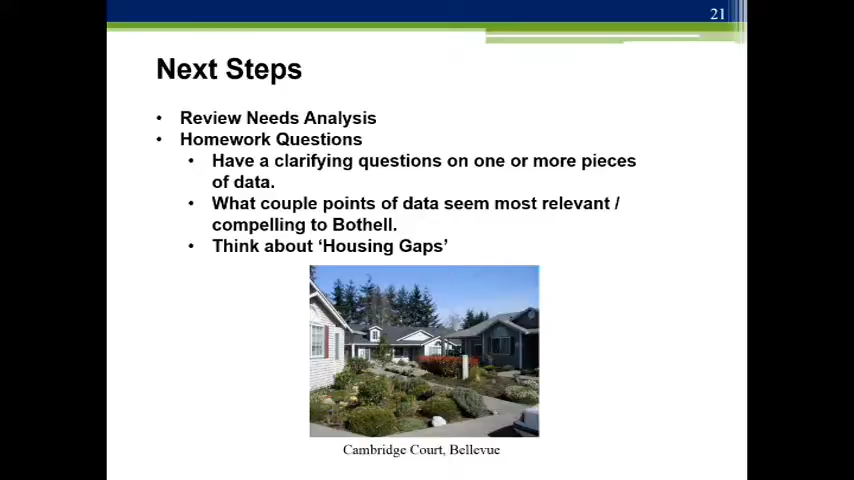 21
Next Steps
• Review Needs Analysis
• Homework Questions
• Have a clarifying questions on one or more pieces
of data.
• What couple points of data seem most relevant /
compelling to Bothell.
• Think about ‘Housing Gaps’
Cambridge Court, Bellevue